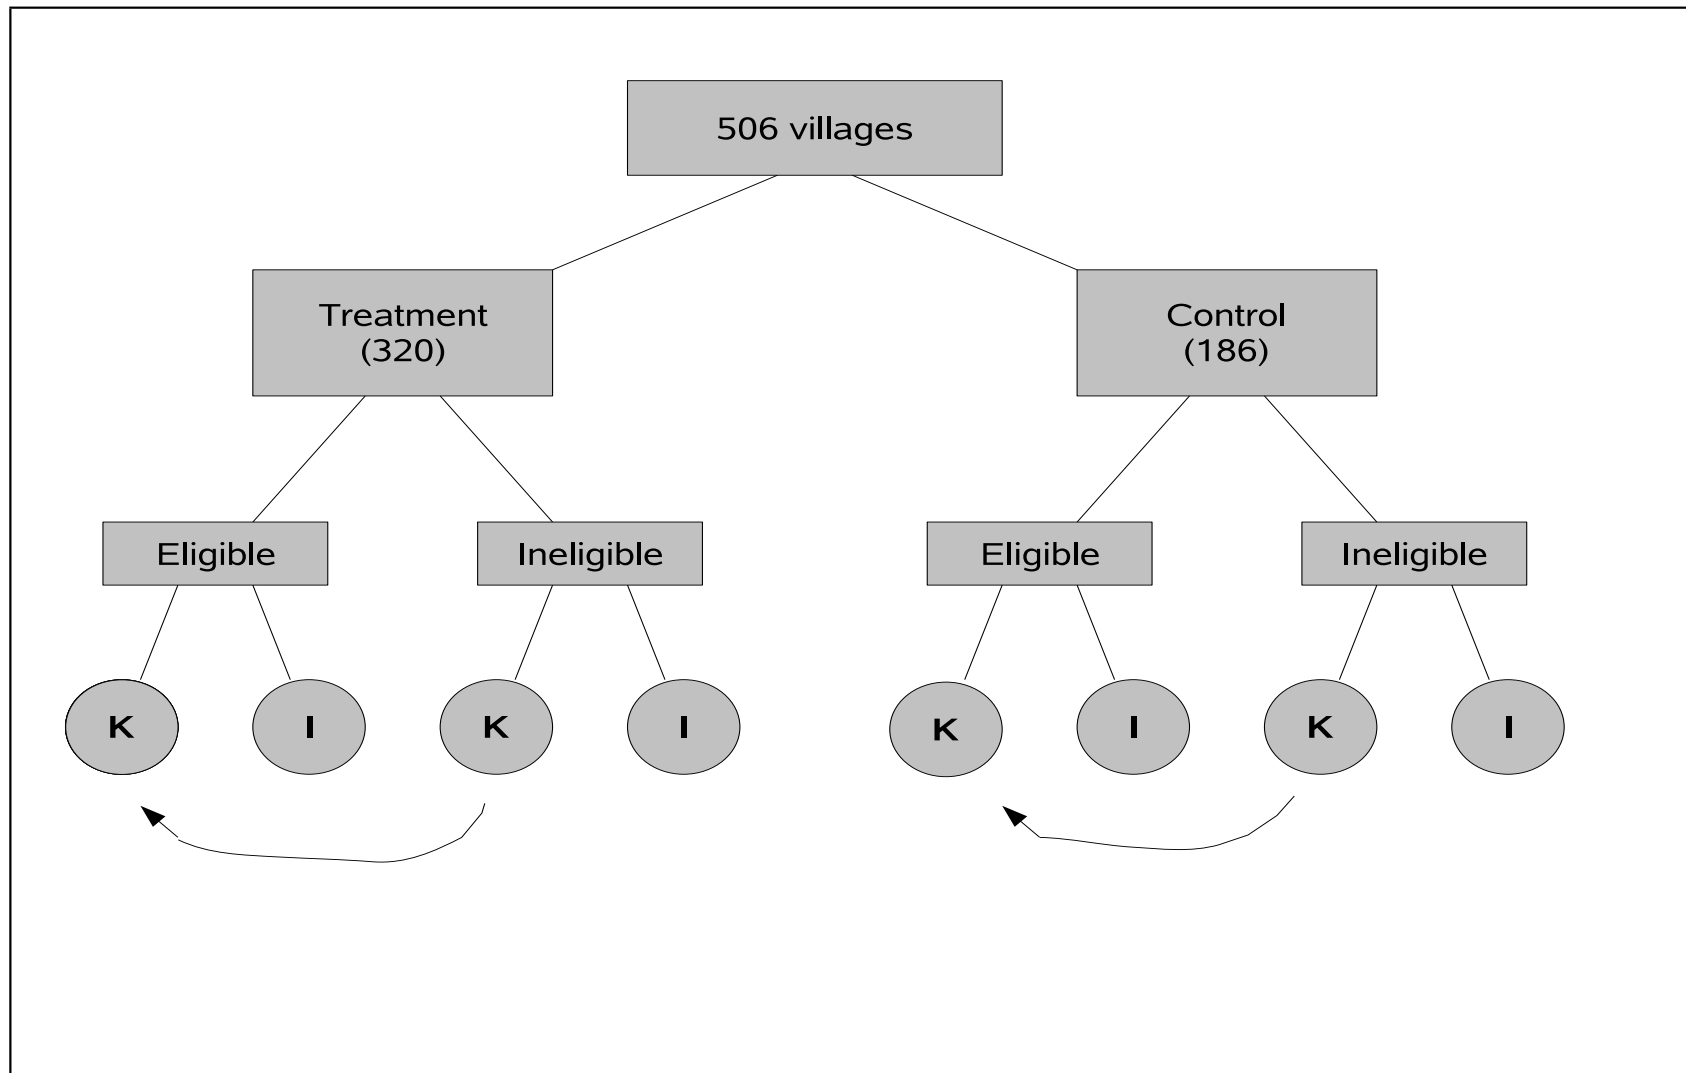 506 villages
Treatment
(320)
Control
(186)
Eligible
Ineligible
Eligible
Ineligible
K
I
K
I
K
I
K
I